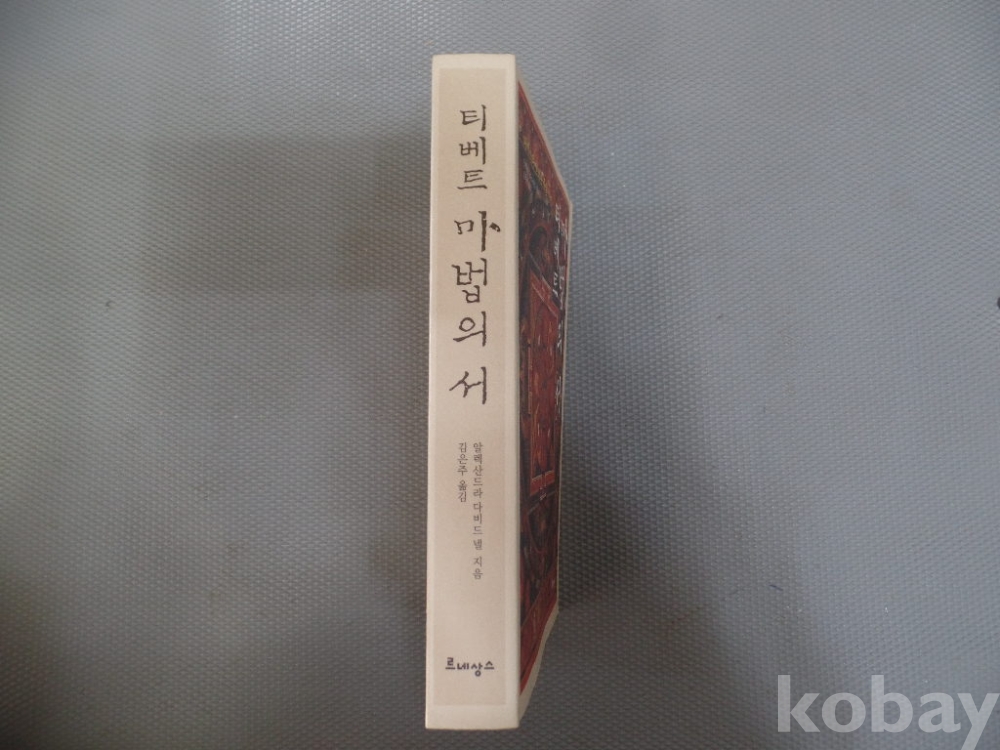 티베트 마법의 서
알렉산드라 다비드 넬 지음
김은주 옮김
르네상스
kobay